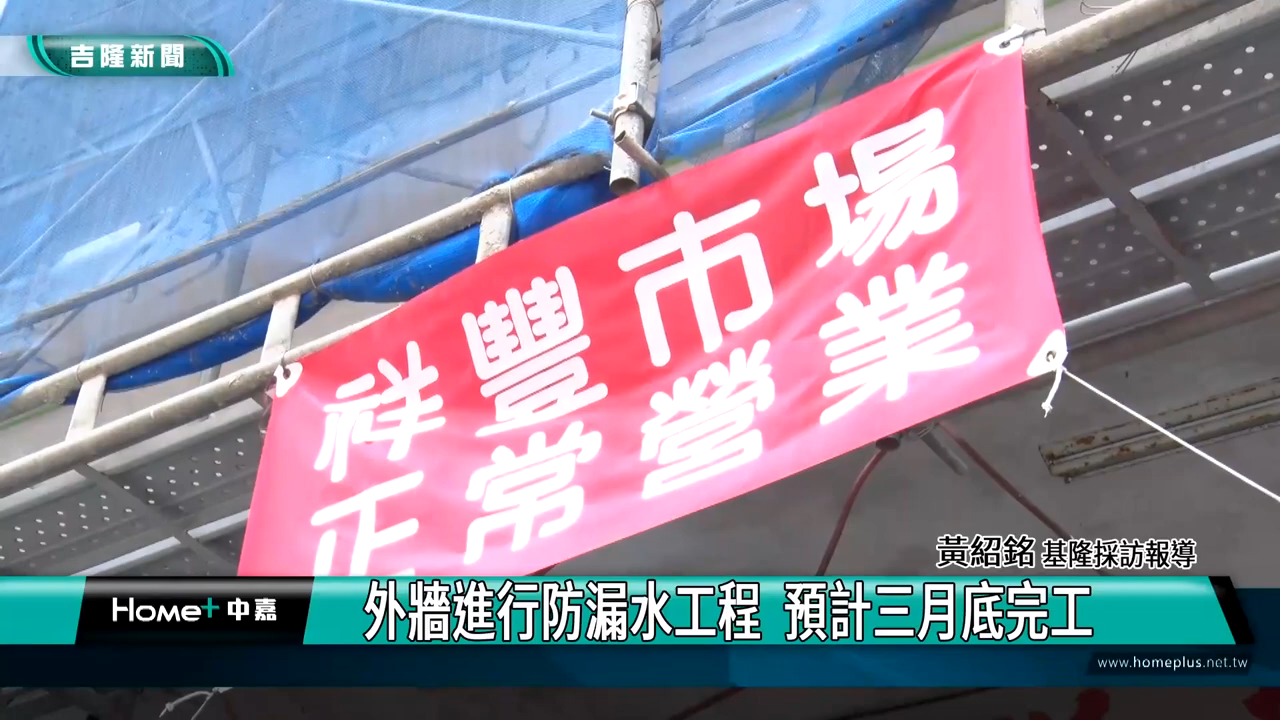 吉隆新聞
祥豐市場
正常營業
黃紹銘 基隆採訪報導
Home+ 中嘉
外牆進行防漏水工程 預計三月底完工
www.homeplus.net.tw